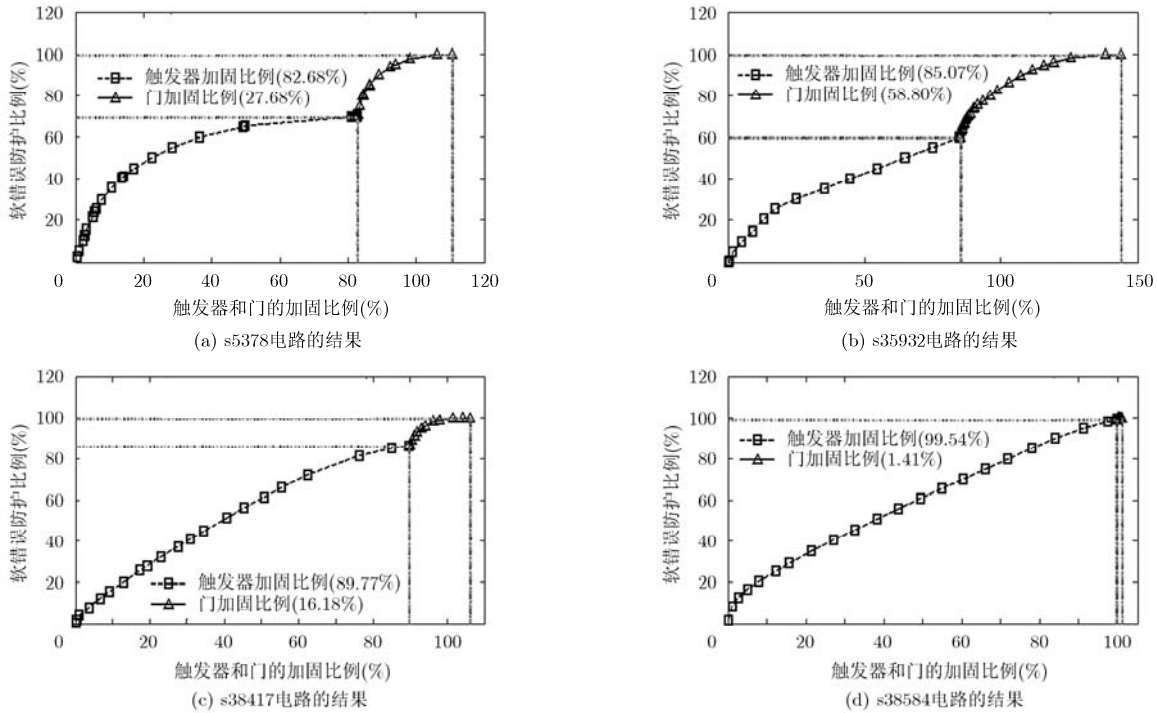 120
100
80
60
40
20
0
软错误防护比例(%)
触发器加固比例(82.68%)
门加固比例(27.68%)
20 40 60 80 100 120
触发器和门的加固比例(%)
(a) s5378电路的结果
120
100
80
60
40
20
0
软错误防护比例(%)
触发器加固比例(85.07%)
门加固比例(58.80%)
50 100 150
触发器和门的加固比例(%)
(b) s35932电路的结果
120
100
80
60
40
20
0
软错误防护比例(%)
触发器加固比例(89.77%)
门加固比例(16.18%)
20 40 60 80 100
触发器和门的加固比例(%)
(c) s38417电路的结果
120
100
80
60
40
20
0
软错误防护比例(%)
触发器加固比例(99.54%)
门加固比例(1.41%)
20 40 60 80 100
触发器和门的加固比例(%)
(d) s38584电路的结果